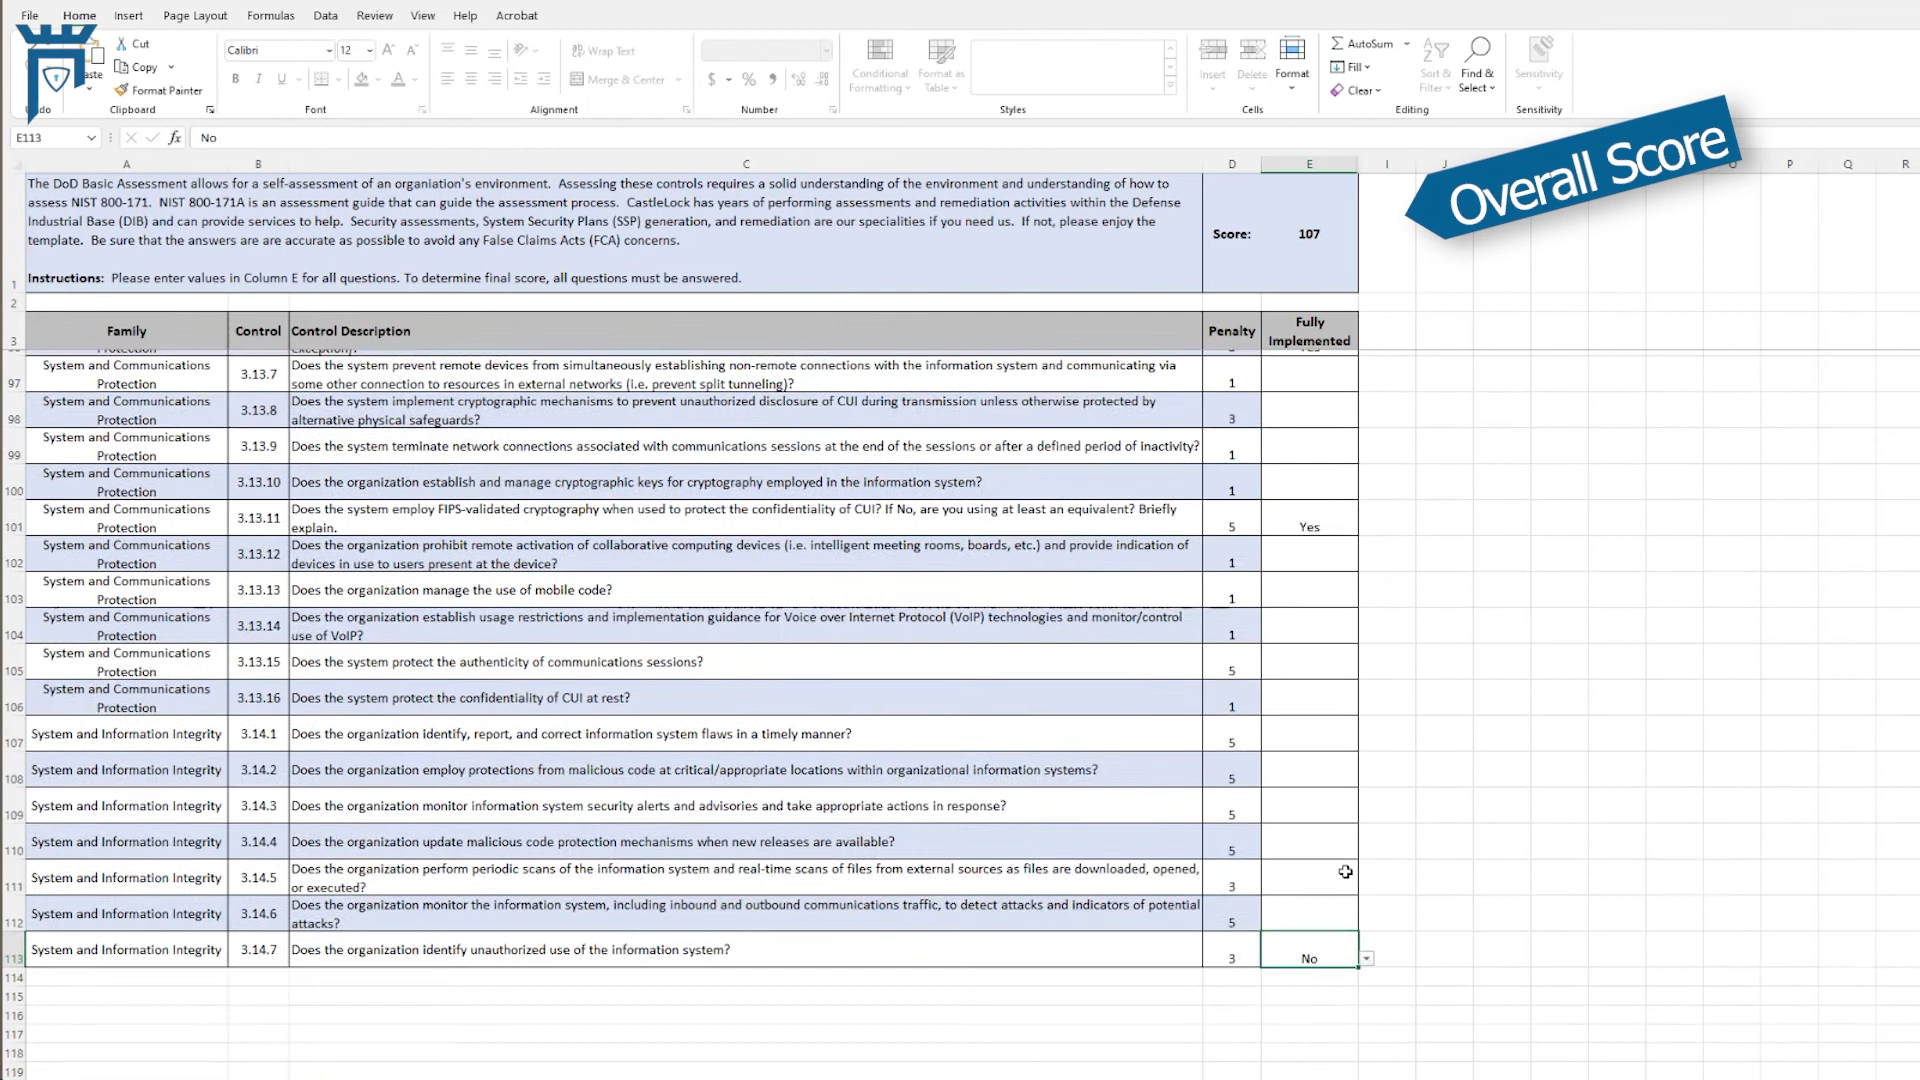 File Home Insert Page Layout Formulas Data Review View Help Acrobat
Cut
Copy
Format Painter
Clipboard
Calibri 12
Font
Wrap Text
Merge & Center
Alignment
Number
Conditional Formatting
Format as Table
Styles
Insert Delete Format
Cells
AutoSum
Fill
Clear
Sort & Filter
Find & Select
Editing
Sensitivity
Sensitivity
E113 fx No
A B C D E I J P Q R
Overall Score
The DoD Basic Assessment allows for a self-assessment of an organiation's environment. Assessing these controls requires a solid understanding of the environment and understanding of how to
assess NIST 800-171. NIST 800-171A is an assessment guide that can guide the assessment process. CastleLock has years of performing assessments and remediation activities within the Defense
Industrial Base (DIB) and can provide services to help. Security assessments, System Security Plans (SSP) generation, and remediation are our specialities if you need us. If not, please enjoy the
template. Be sure that the answers are are accurate as possible to avoid any False Claims Acts (FCA) concerns.
Score: 107
1 Instructions: Please enter values in Column E for all questions. To determine final score, all questions must be answered.
2
3 Family Control Control Description Penalty Fully Implemented
97 System and Communications Protection 3.13.7 Does the system prevent remote devices from simultaneously establishing non-remote connections with the information system and communicating via
some other connection to resources in external networks (i.e. prevent split tunneling)? 1
98 System and Communications Protection 3.13.8 Does the system implement cryptographic mechanisms to prevent unauthorized disclosure of CUI during transmission unless otherwise protected by
alternative physical safeguards? 3
99 System and Communications Protection 3.13.9 Does the system terminate network connections associated with communications sessions at the end of the sessions or after a defined period of inactivity? 1
100 System and Communications Protection 3.13.10 Does the organization establish and manage cryptographic keys for cryptography employed in the information system? 1
101 System and Communications Protection 3.13.11 Does the system employ FIPS-validated cryptography when used to protect the confidentiality of CUI? If No, are you using at least an equivalent? Briefly
explain. 5 Yes
102 System and Communications Protection 3.13.12 Does the organization prohibit remote activation of collaborative computing devices (i.e. intelligent meeting rooms, boards, etc.) and provide indication of
devices in use to users present at the device? 1
103 System and Communications Protection 3.13.13 Does the organization manage the use of mobile code? 1
104 System and Communications Protection 3.13.14 Does the organization establish usage restrictions and implementation guidance for Voice over Internet Protocol (VoIP) technologies and monitor/control
use of VoIP? 1
105 System and Communications Protection 3.13.15 Does the system protect the authenticity of communications sessions? 5
106 System and Communications Protection 3.13.16 Does the system protect the confidentiality of CUI at rest? 1
107 System and Information Integrity 3.14.1 Does the organization identify, report, and correct information system flaws in a timely manner? 5
108 System and Information Integrity 3.14.2 Does the organization employ protections from malicious code at critical/appropriate locations within organizational information systems? 5
109 System and Information Integrity 3.14.3 Does the organization monitor information system security alerts and advisories and take appropriate actions in response? 5
110 System and Information Integrity 3.14.4 Does the organization update malicious code protection mechanisms when new releases are available? 5
111 System and Information Integrity 3.14.5 Does the organization perform periodic scans of the information system and real-time scans of files from external sources as files are downloaded, opened,
or executed? 3
112 System and Information Integrity 3.14.6 Does the organization monitor the information system, including inbound and outbound communications traffic, to detect attacks and indicators of potential
attacks? 5
113 System and Information Integrity 3.14.7 Does the organization identify unauthorized use of the information system? 3 No
114
115
116
117
118
119